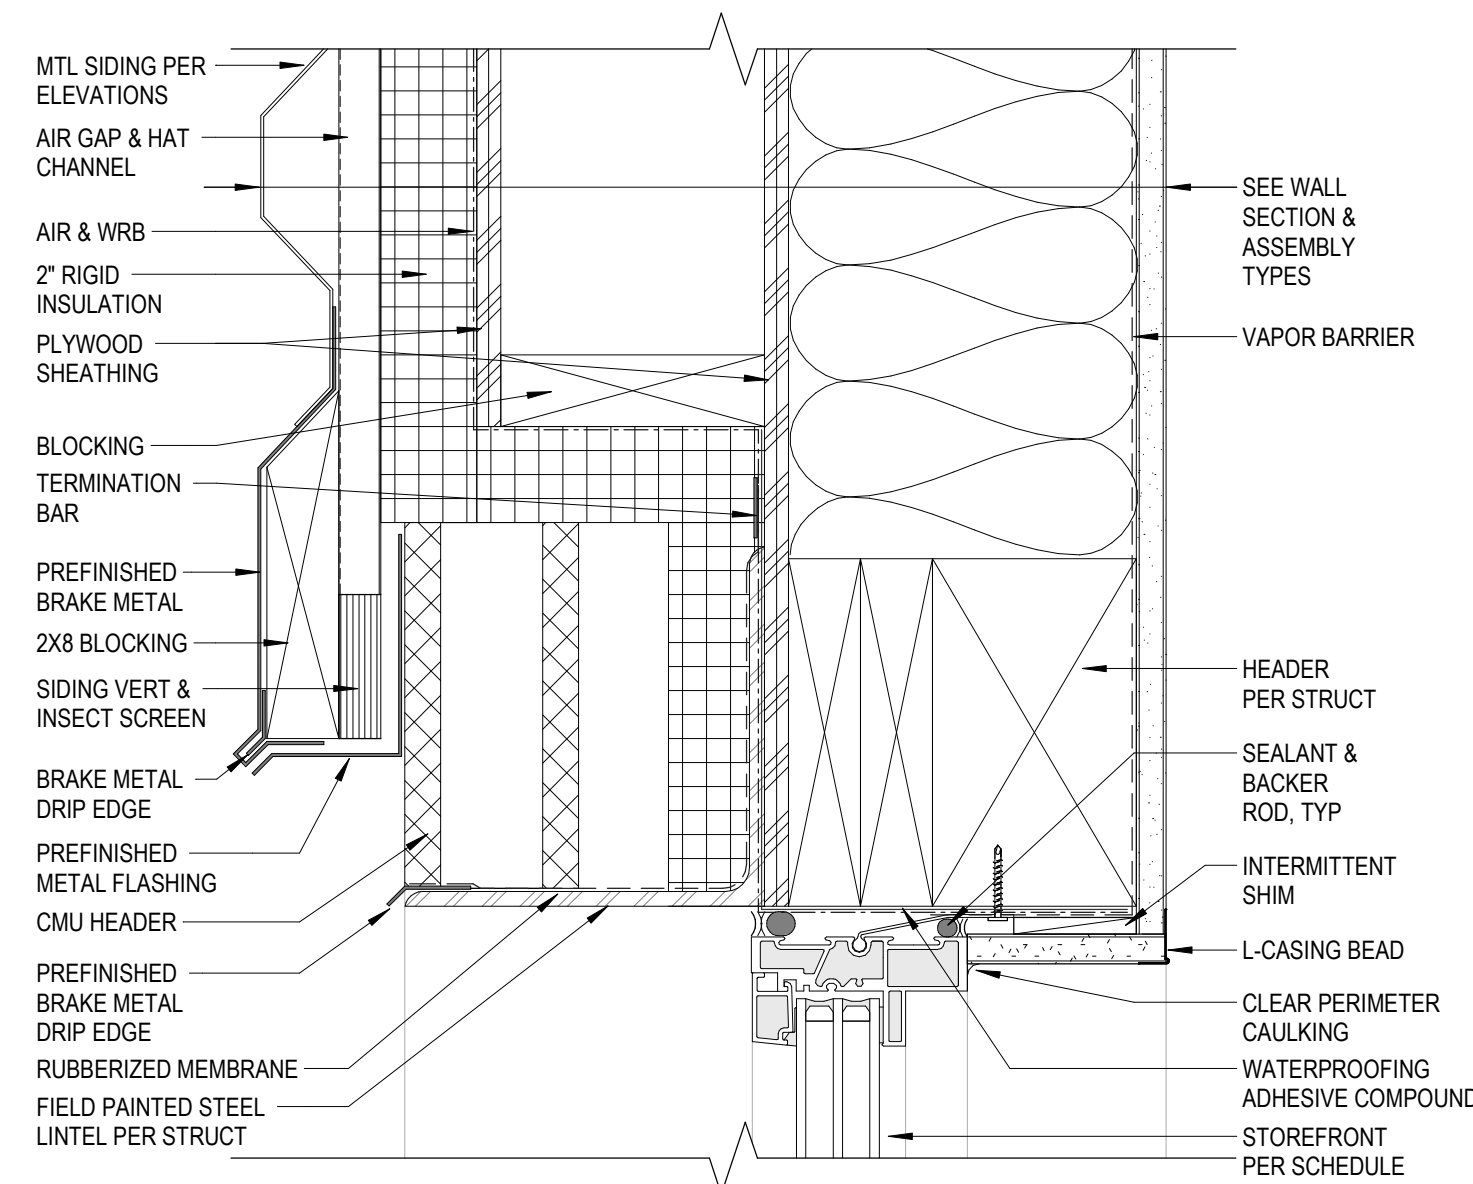 MTL SIDING PER
ELEVATIONS
AIR GAP & HAT
CHANNEL
AIR & WRB
2" RIGID
INSULATION
PLYWOOD
SHEATHING
BLOCKING
TERMINATION
BAR
PREFINISHED
BRAKE METAL
2X8 BLOCKING
SIDING VERT &
INSECT SCREEN
BRAKE METAL
DRIP EDGE
PREFINISHED
METAL FLASHING
CMU HEADER
PREFINISHED
BRAKE METAL
DRIP EDGE
RUBBERIZED MEMBRANE
FIELD PAINTED STEEL
LINTEL PER STRUCT
SEE WALL
SECTION &
ASSEMBLY
TYPES
VAPOR BARRIER
HEADER
PER STRUCT
SEALANT &
BACKER
ROD, TYP
INTERMITTENT
SHIM
L-CASING BEAD
CLEAR PERIMETER
CAULKING
WATERPROOFING
ADHESIVE COMPOUND
STOREFRONT
PER SCHEDULE